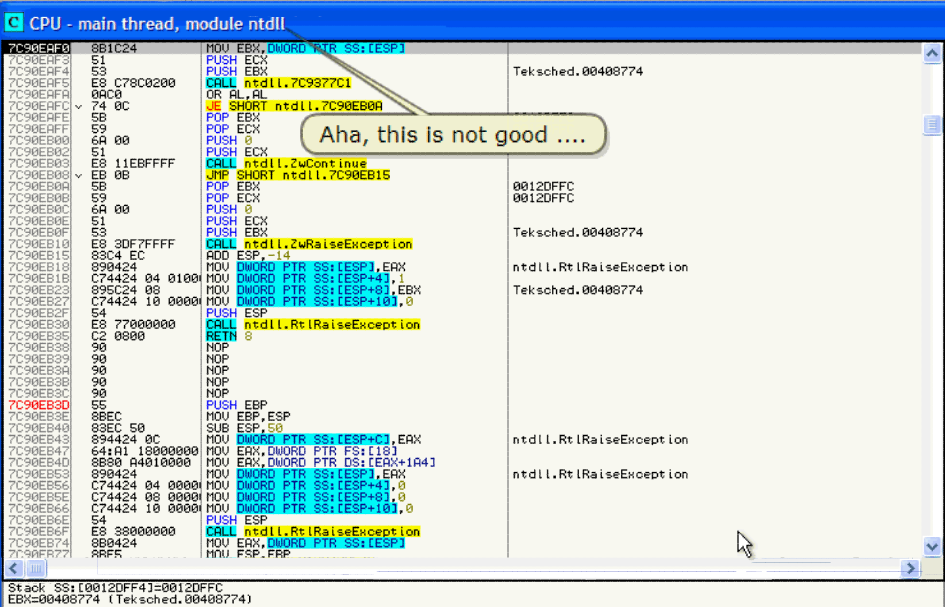 C CPU - main thread, module ntdll
7C90EAF0 8B1C24 MOV EBX,DWORD PTR SS:[ESP]
7C90EAF3 51 PUSH ECX
7C90EAF4 53 PUSH EBX Teksched.00408774
7C90EAF5 E8 C78C0200 CALL ntdll.7C9377C1
7C90EAFA 0AC0 OR AL,AL
7C90EAFC 74 0C JE SHORT ntdll.7C90EB0A
7C90EAFE 5B POP EBX
7C90EAFF 59 POP ECX
Aha, this is not good ....
7C90EB00 6A 00 PUSH 0
7C90EB02 51 PUSH ECX
7C90EB03 E8 11EBFFFF CALL ntdll.ZwContinue
7C90EB08 EB 0B JMP SHORT ntdll.7C90EB15
7C90EB0A 5B POP EBX 0012DFFC
7C90EB0B 59 POP ECX 0012DFFC
7C90EB0C 6A 00 PUSH 0
7C90EB0E 51 PUSH ECX
7C90EB0F 53 PUSH EBX Teksched.00408774
7C90EB10 E8 3DF7FFFF CALL ntdll.ZwRaiseException
7C90EB15 83C4 EC ADD ESP,-14
7C90EB18 890424 MOV DWORD PTR SS:[ESP],EAX ntdll.RtlRaiseException
7C90EB1B C74424 04 0100 MOV DWORD PTR SS:[ESP+4],1
7C90EB23 895C24 08 MOV DWORD PTR SS:[ESP+8],EBX Teksched.00408774
7C90EB27 C74424 10 0000 MOV DWORD PTR SS:[ESP+10],0
7C90EB2F 54 PUSH ESP
7C90EB30 E8 77000000 CALL ntdll.RtlRaiseException
7C90EB35 C2 0800 RETN 8
7C90EB38 90 NOP
7C90EB39 90 NOP
7C90EB3A 90 NOP
7C90EB3B 90 NOP
7C90EB3C 90 NOP
7C90EB3D 55 PUSH EBP
7C90EB3E 8BEC MOV EBP,ESP
7C90EB40 83EC 50 SUB ESP,50
7C90EB43 894424 0C MOV DWORD PTR SS:[ESP+C],EAX ntdll.RtlRaiseException
7C90EB47 64:A1 18000000 MOV EAX,DWORD PTR FS:[18]
7C90EB4D 8B80 A4010000 MOV EAX,DWORD PTR DS:[EAX+1A4]
7C90EB53 890424 MOV DWORD PTR SS:[ESP],EAX ntdll.RtlRaiseException
7C90EB56 C74424 04 0000 MOV DWORD PTR SS:[ESP+4],0
7C90EB5E C74424 08 0000 MOV DWORD PTR SS:[ESP+8],0
7C90EB66 C74424 10 0000 MOV DWORD PTR SS:[ESP+10],0
7C90EB6E 54 PUSH ESP
7C90EB6F E8 38000000 CALL ntdll.RtlRaiseException
7C90EB74 8B0424 MOV EAX,DWORD PTR SS:[ESP]
7C90EB77 8BE5 MOV ESP,EBP
Stack SS:[0012DFF4]=0012DFFC
EBX=00408774 (Teksched.00408774)